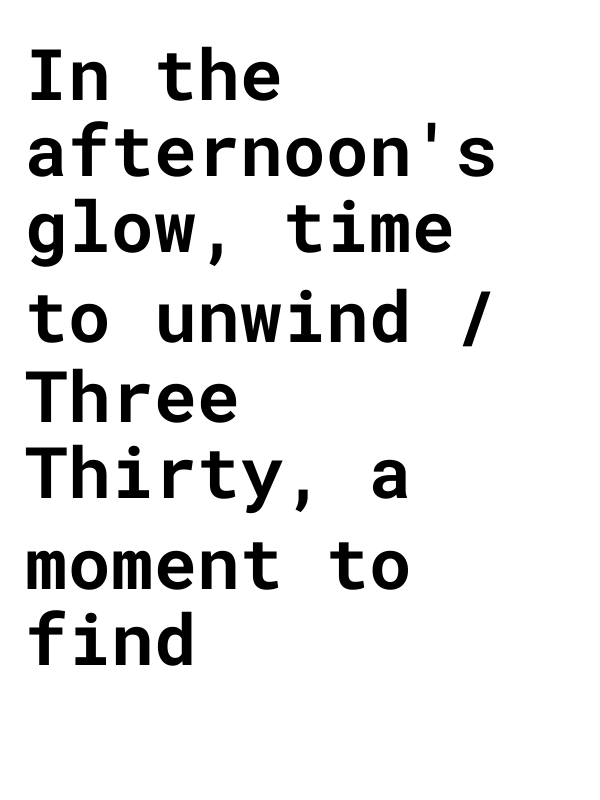 In the
afternoon's
glow, time
to unwind /
Three
Thirty, a
moment to
find